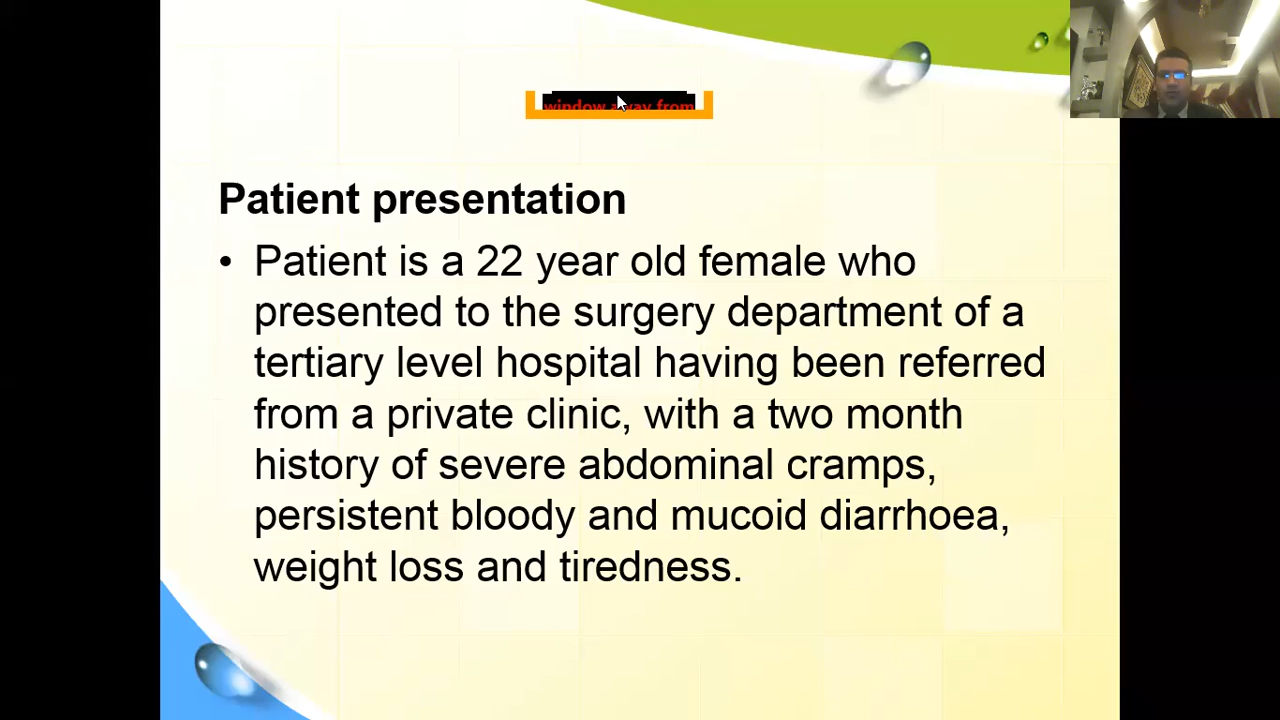 window away from
Patient presentation
• Patient is a 22 year old female who
presented to the surgery department of a
tertiary level hospital having been referred
from a private clinic, with a two month
history of severe abdominal cramps,
persistent bloody and mucoid diarrhoea,
weight loss and tiredness.